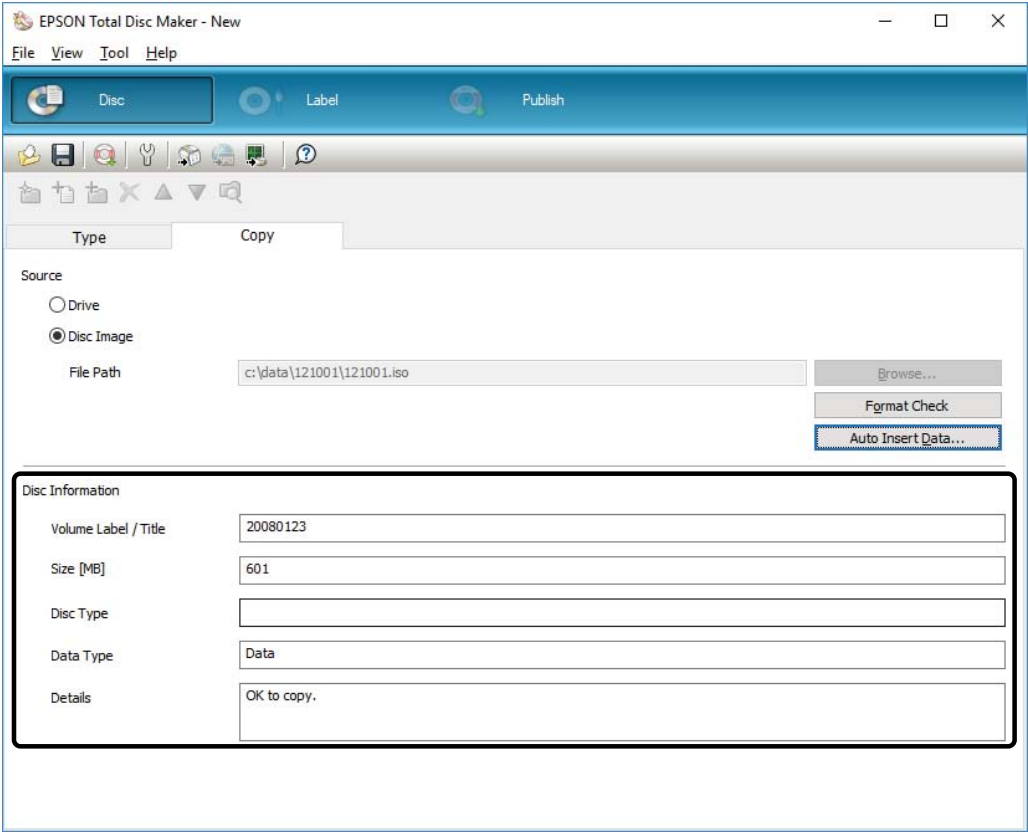 EPSON Total Disc Maker - New
File View Tool Help
Disc Label Publish
Type Copy
Source
Drive
Disc Image
File Path c:\data\121001\121001.iso Browse...
Format Check
Auto Insert Data...
Disc Information
Volume Label / Title 20080123
Size [MB] 601
Disc Type
Data Type Data
Details OK to copy.